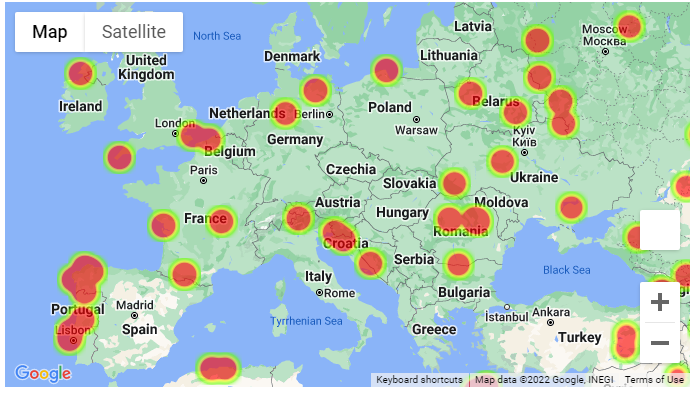 Map
Satellite
North Sea
Denmark
Latvia
Moscow
Москва
Lithuania
United
Kingdom
Ireland
London
Netherlands
Berlin
Poland
Belarus
Warsaw
Belgium
Germany
Kyiv
Київ
Paris
Czechia
Slovakia
Ukraine
Austria
Hungary
Moldova
France
Romania
Croatia
Serbia
Italy
Rome
Bulgaria
Black Sea
Portugal
Madrid
Lisbon
Spain
Tyrrhenian Sea
İstanbul
Ankara
Greece
Turkey
Google
Keyboard shortcuts
Map data ©2022 Google, INEGI
Terms of Use